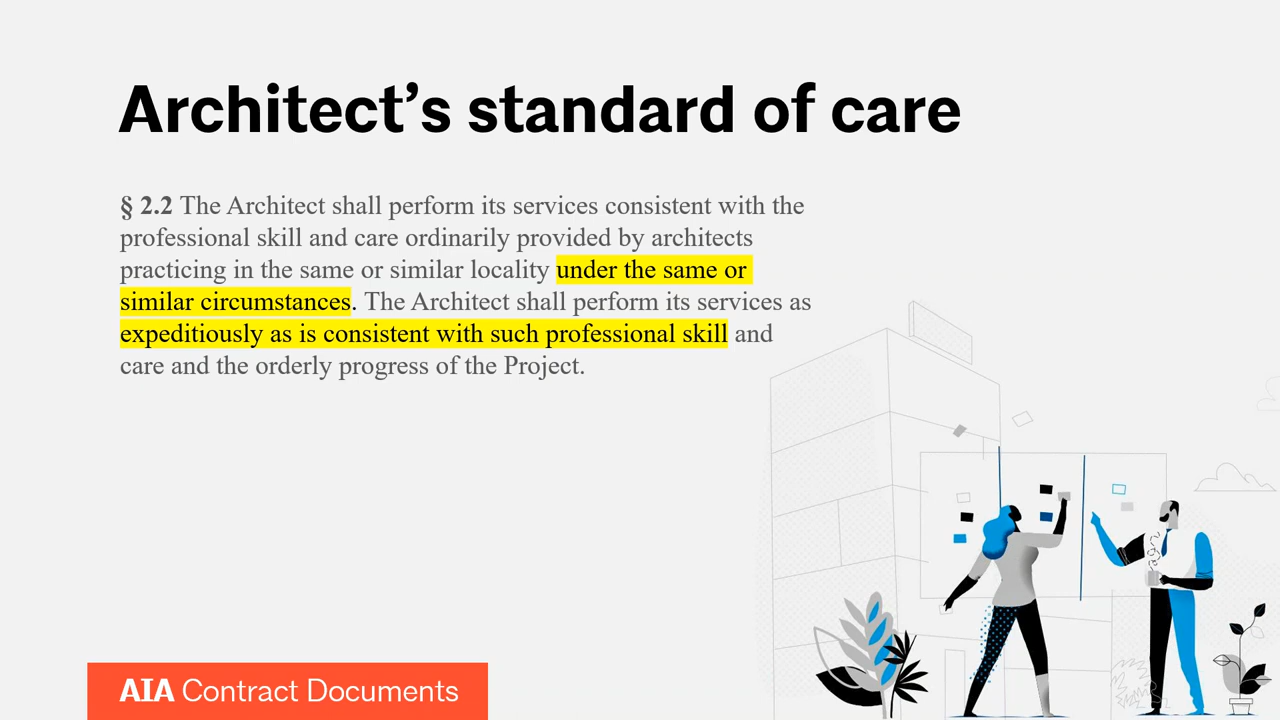 Architect’s standard of care
§ 2.2 The Architect shall perform its services consistent with the
professional skill and care ordinarily provided by architects
practicing in the same or similar locality under the same or
similar circumstances. The Architect shall perform its services as
expeditiously as is consistent with such professional skill and
care and the orderly progress of the Project.
AIA Contract Documents